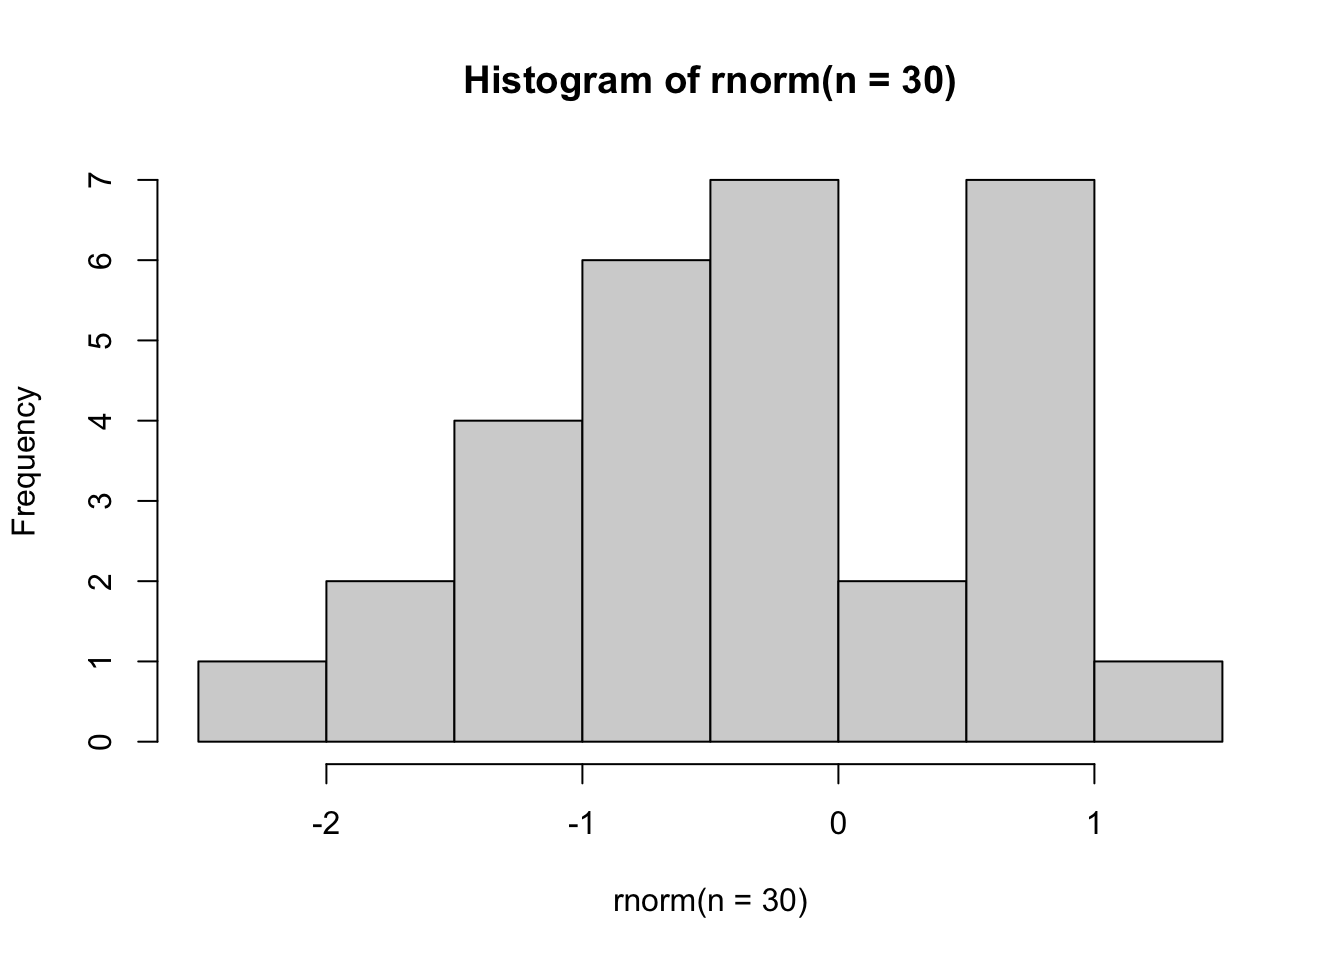 Histogram of rnorm(n = 30)
Frequency
7
6
5
4
3
2
1
0
-2 -1 0 1
rnorm(n = 30)